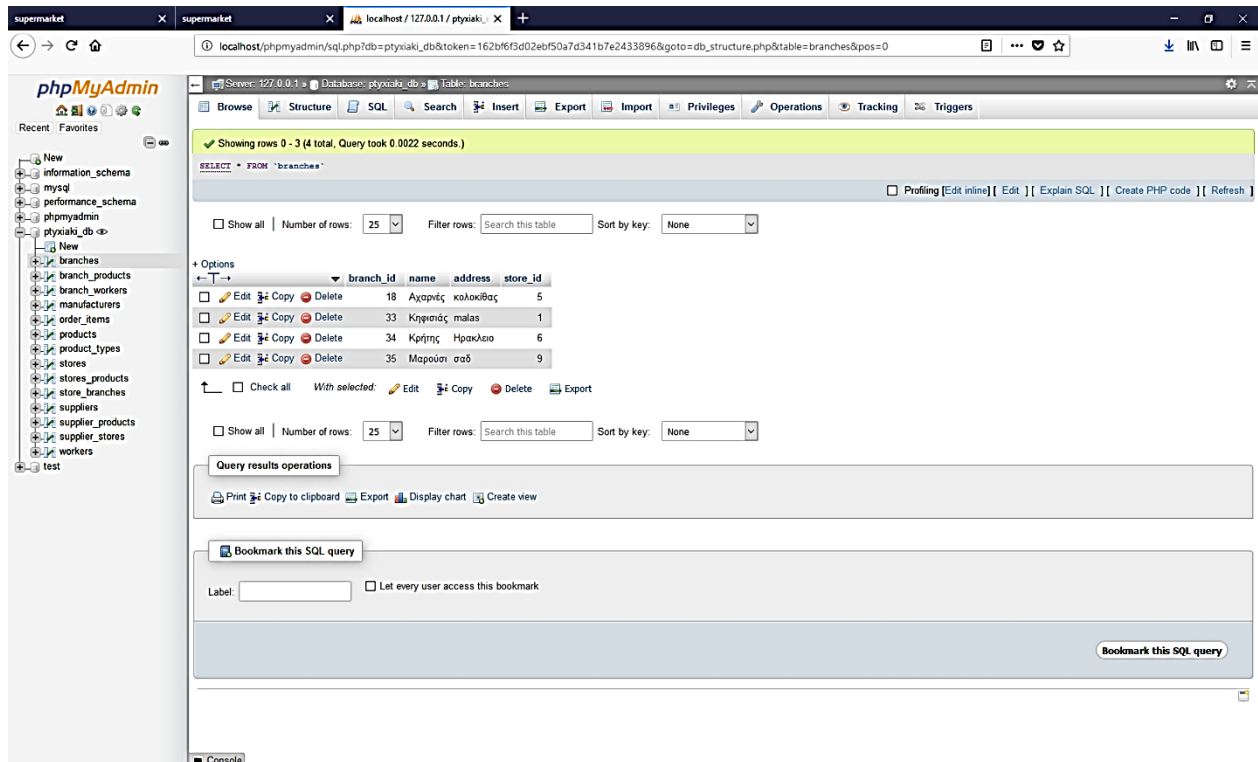 supermarket
supermarket
localhost / 127.0.0.1 / ptyxiaki_
localhost/phpmyadmin/sql.php?db=ptyxiaki_db&token=162bf6f3d02ebf50a7d341b7e2433896&goto=db_structure.php&table=branches&pos=0
phpMyAdmin
Recent Favorites
New
information_schema
mysql
performance_schema
phpmyadmin
ptyxiaki_db
New
branches
branch_products
branch_workers
manufacturers
order_items
products
product_types
stores
stores_products
store_branches
suppliers
supplier_products
supplier_stores
workers
test
Server: 127.0.0.1 » Database: ptyxiaki_db » Table: branches
Browse Structure SQL Search Insert Export Import Privileges Operations Tracking Triggers
Showing rows 0 - 3 (4 total, Query took 0.0022 seconds.)
SELECT * FROM `branches`
Profiling [Edit inline] [ Edit ] [ Explain SQL ] [ Create PHP code ] [ Refresh ]
Show all | Number of rows: 25 Filter rows: Search this table Sort by key: None
+ Options
←T→ branch_id name address store_id
Edit Copy Delete 18 Αχαρνές κολοκίθας 5
Edit Copy Delete 33 Κηφισιάς malas 1
Edit Copy Delete 34 Κρήτης Ηρακλειο 6
Edit Copy Delete 35 Μαρούσι σαδ 9
Check all With selected: Edit Copy Delete Export
Show all | Number of rows: 25 Filter rows: Search this table Sort by key: None
Query results operations
Print Copy to clipboard Export Display chart Create view
Bookmark this SQL query
Label: Let every user access this bookmark
Bookmark this SQL query
Console